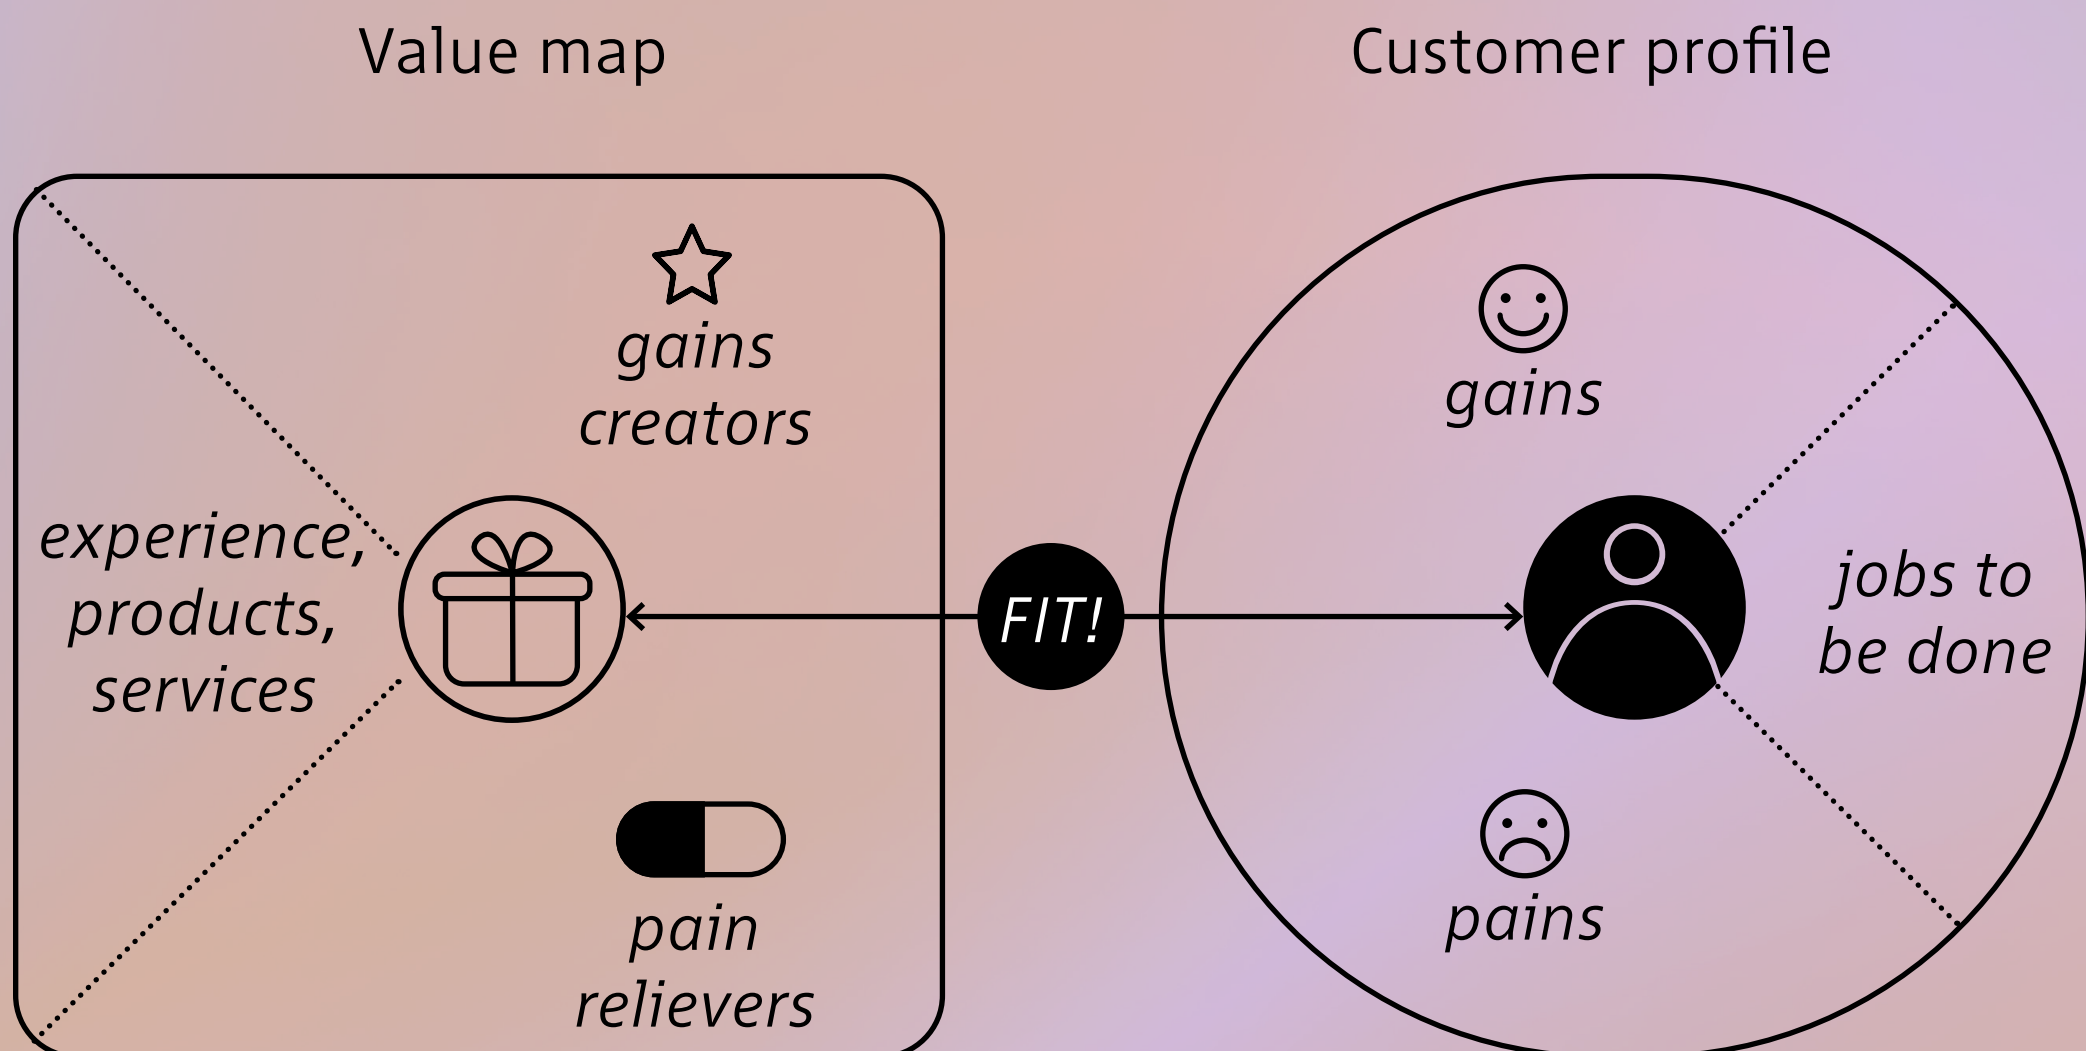 Value map
Customer profile
gains
creators
experience,
products,
services
pain
relievers
FIT!
gains
jobs to
be done
pains